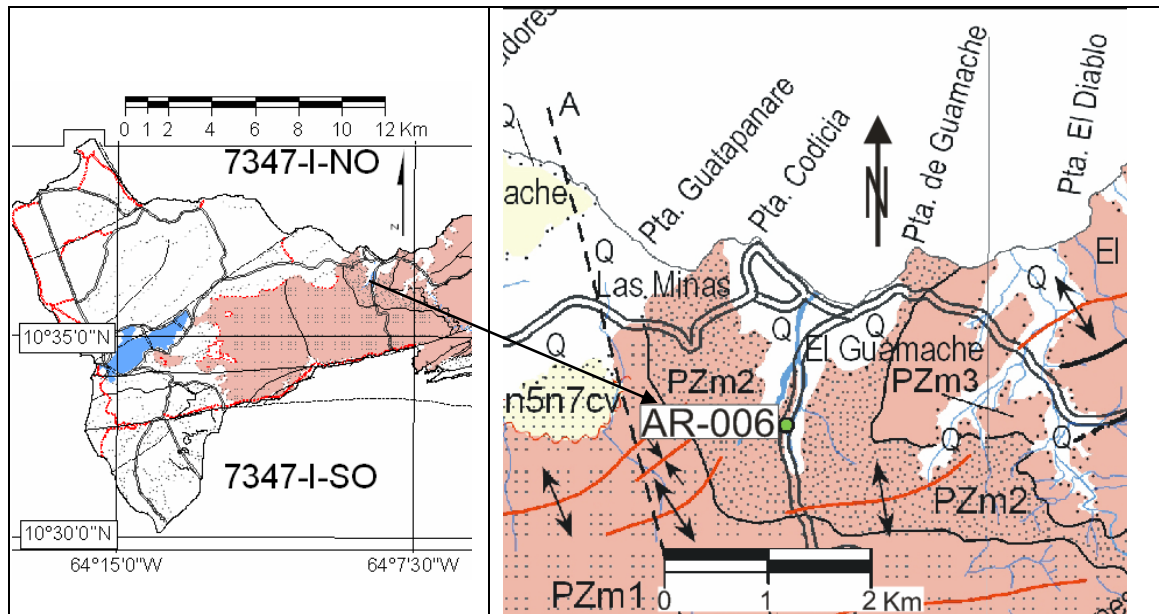 0 1 2 4 6 8 10 12 Km
7347-I-NO
N
10°35'0"N
7347-I-SO
10°30'0"N
64°15'0"W
64°7'30"W
adores
Q
A
ache
Q
Pta. Guatapanare
Pta. Codicia
N
Pta. de Guamache
Pta. El Diablo
Las Minas
Q
El
Q
Q
Q
El Guamache
n5n7cv
PZm2
PZm3
AR-006
Q
Q
PZm2
PZm1
0 1 2 Km